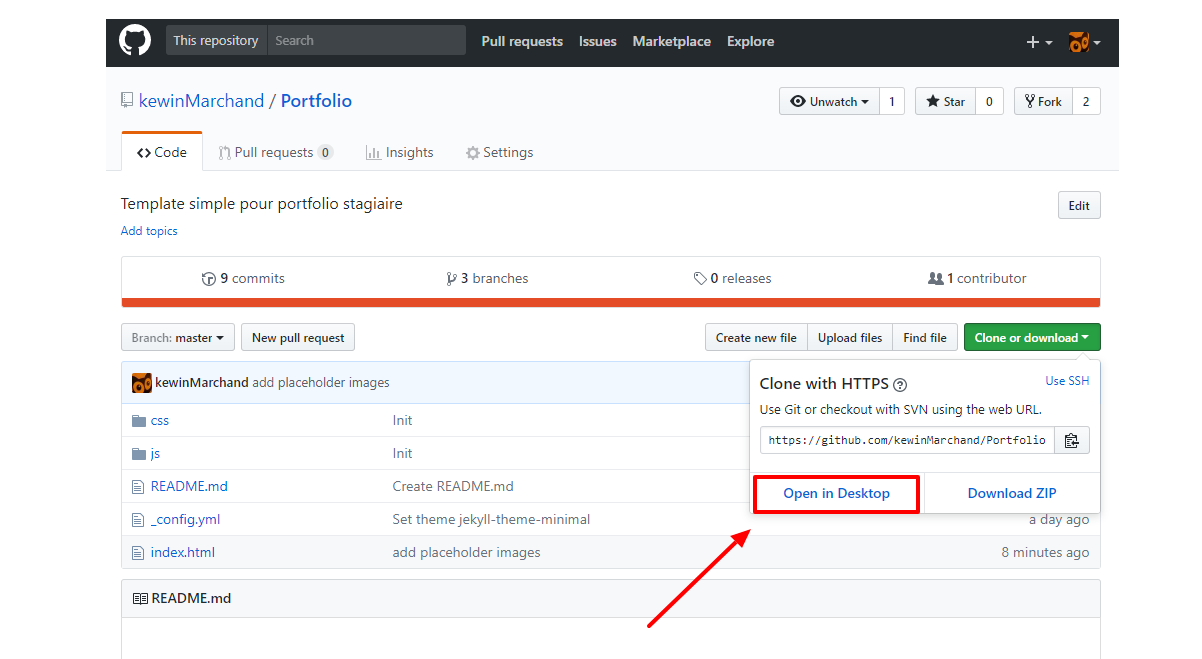 This repository Search Pull requests Issues Marketplace Explore
kewinMarchand / Portfolio Unwatch 1 Star 0 Fork 2
Code Pull requests 0 Insights Settings
Template simple pour portfolio stagiaire Edit
Add topics
9 commits 3 branches 0 releases 1 contributor
Branch: master New pull request Create new file Upload files Find file Clone or download
kewinMarchand add placeholder images
Clone with HTTPS ? Use SSH
Use Git or checkout with SVN using the web URL.
https://github.com/kewinMarchand/Portfolio
Open in Desktop Download ZIP
css Init
js Init
README.md Create README.md
_config.yml Set theme jekyll-theme-minimal a day ago
index.html add placeholder images 8 minutes ago
README.md